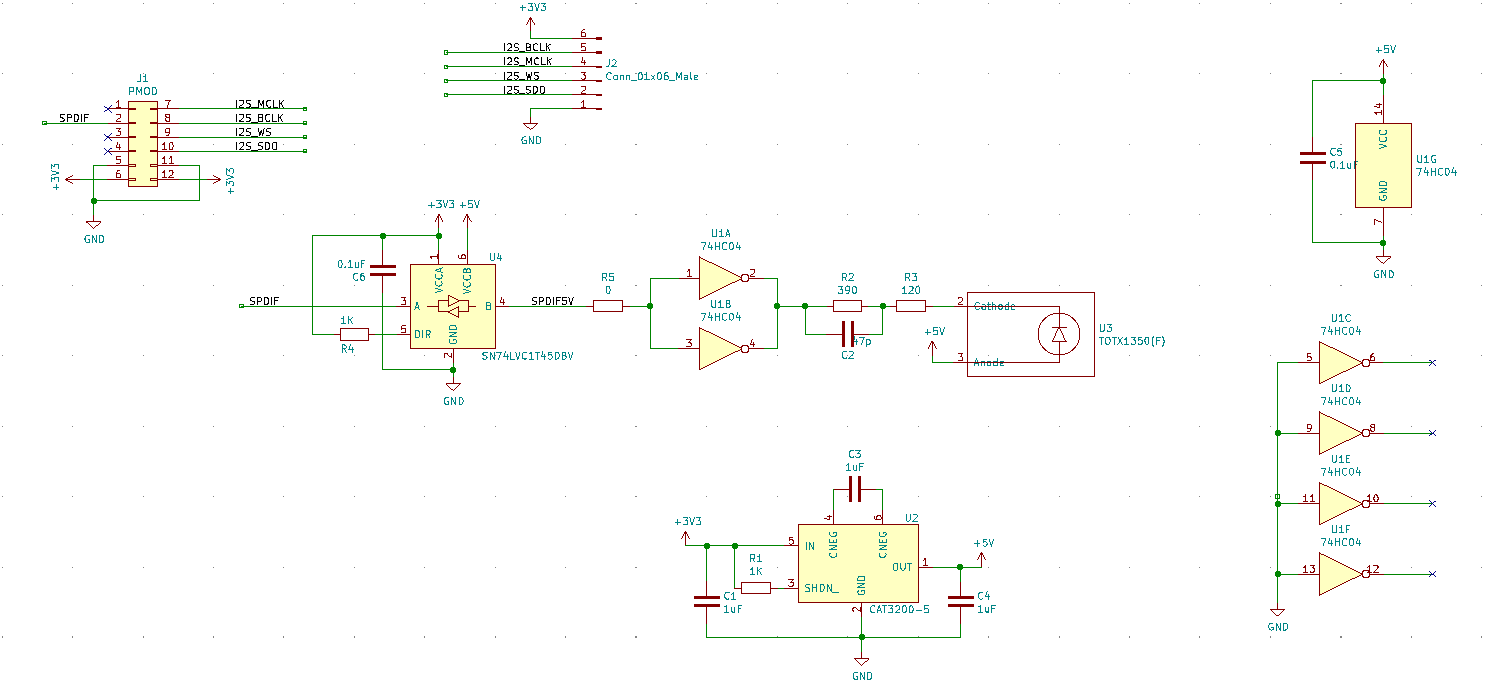 +3V3
6
I2S_BCLK 5
I2S_MCLK 4 J2
I2S_WS 3 Conn_01x06_Male
I2S_SDO 2
1
GND
J1
PMOD
1 7 I2S_MCLK
SPDIF 2 8 I2S_BCLK
3 9 I2S_WS
4 10 I2S_SDO
5 11
+3V3 6 12 +3V3
GND
+5V
14
VCC
C5
0.1uF
U1G
74HC04
GND
7
GND
+3V3 +5V
1 6 U4
0.1uF
C6
VCCA VCCB
SPDIF 3 A B 4 SPDIF5V
1K
R4
5 DIR
GND
2
SN74LVC1T45DBV
GND
R5
0
U1A
74HC04
1 2
U1B
74HC04
3 4
R2
390
R3
120
47p
C2
+5V
2 Cathode
3 Anode
U3
TOTX1350(F)
U1C
74HC04
5 6
U1D
74HC04
9 8
U1E
74HC04
11 10
U1F
74HC04
13 12
GND
C3
1uF
4 6 U2
+3V3
5 IN
CNEG CNEG
R1
1K
3 SHDN_
OUT 1
+5V
GND
2
CAT3200-5
C1
1uF
C4
1uF
GND